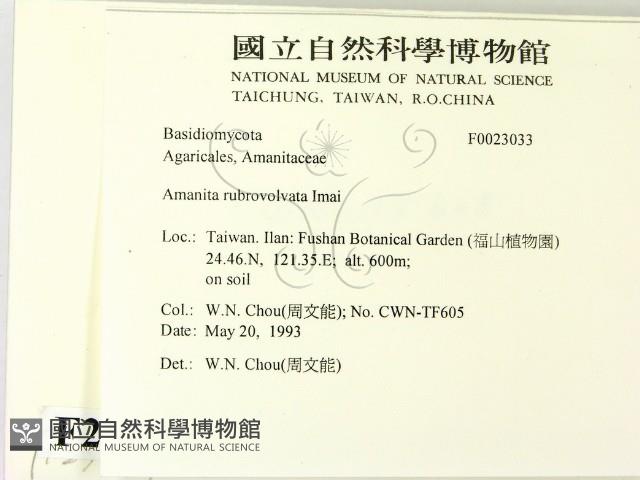 國立自然科學博物館
NATIONAL MUSEUM OF NATURAL SCIENCE
TAICHUNG, TAIWAN, R.O.CHINA
Basidiomycota F0023033
Agaricales, Amanitaceae
Amanita rubrovolvata Imai
Loc.: Taiwan. Ilan: Fushan Botanical Garden (福山植物園)
24.46.N, 121.35.E; alt. 600m;
on soil
Col.: W.N. Chou(周文能); No. CWN-TF605
Date: May 20, 1993
Det.: W.N. Chou(周文能)
F2
國立自然科學博物館
NATIONAL MUSEUM OF NATURAL SCIENCE